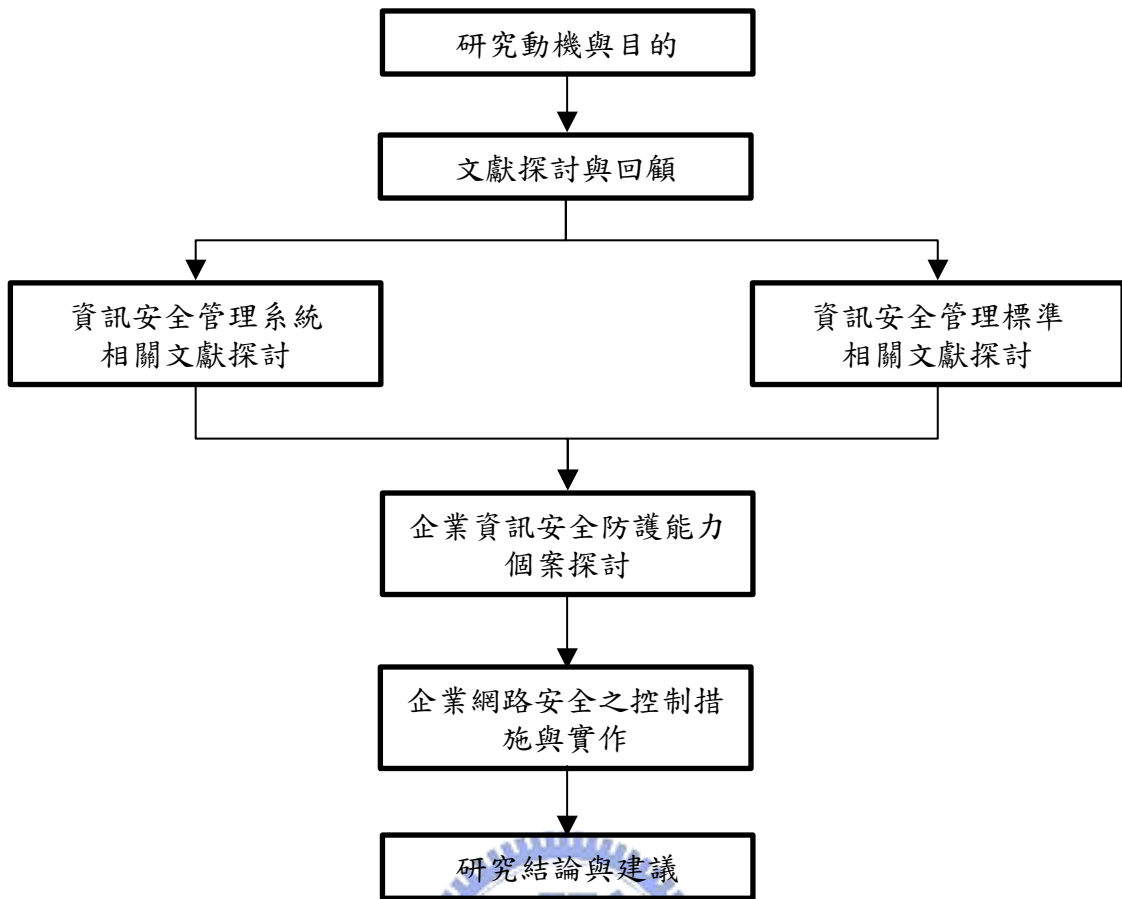 研究動機與目的
文獻探討與回顧
資訊安全管理系統
相關文獻探討
資訊安全管理標準
相關文獻探討
企業資訊安全防護能力
個案探討
企業網路安全之控制措
施與實作
研究結論與建議